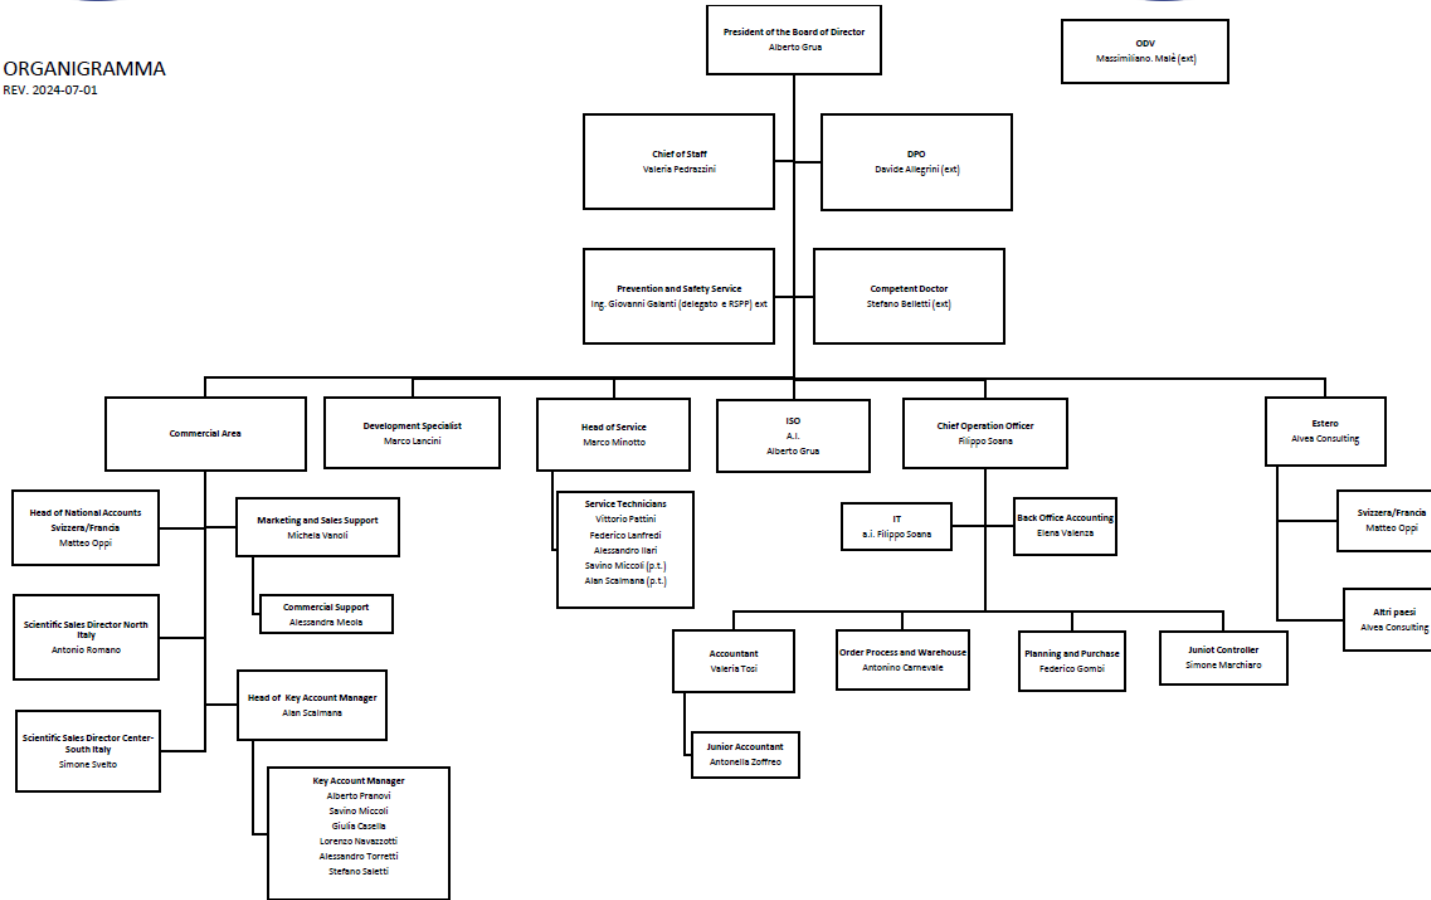 ORGANIGRAMMA
REV. 2024-07-01
President of the Board of Director
Alberto Grua
ODV
Massimiliano. Malè (ext)
Chief of Staff
Valeria Pedrazzini
DPO
Davide Allegrini (ext)
Prevention and Safety Service
Ing. Giovanni Galanti (delegato e RSPP) ext
Competent Doctor
Stefano Belletti (ext)
Commercial Area
Development Specialist
Marco Lancini
Head of Service
Marco Minotto
ISO
A.I.
Alberto Grua
Chief Operation Officer
Filippo Soana
Estero
Alvea Consulting
Head of National Accounts
Svizzera/Francia
Matteo Oppi
Marketing and Sales Support
Michela Vanoli
Service Technicians
Vittorio Pattini
Federico Lanfredi
Alessandro Ilari
Savino Miccoli (p.t.)
Alan Scalmana (p.t.)
IT
a.i. Filippo Soana
Back Office Accounting
Elena Valenza
Svizzera/Francia
Matteo Oppi
Commercial Support
Alessandra Meola
Scientific Sales Director North
Italy
Antonio Romano
Altri paesi
Alvea Consulting
Accountant
Valeria Tosi
Order Process and Warehouse
Antonino Carnevale
Planning and Purchase
Federico Gombi
Juniot Controller
Simone Marchiaro
Head of Key Account Manager
Alan Scalmana
Scientific Sales Director Center-
South Italy
Simone Svelto
Junior Accountant
Antonella Zoffreo
Key Account Manager
Alberto Pranovi
Savino Miccoli
Giulia Casella
Lorenzo Navazzotti
Alessandro Torretti
Stefano Saletti